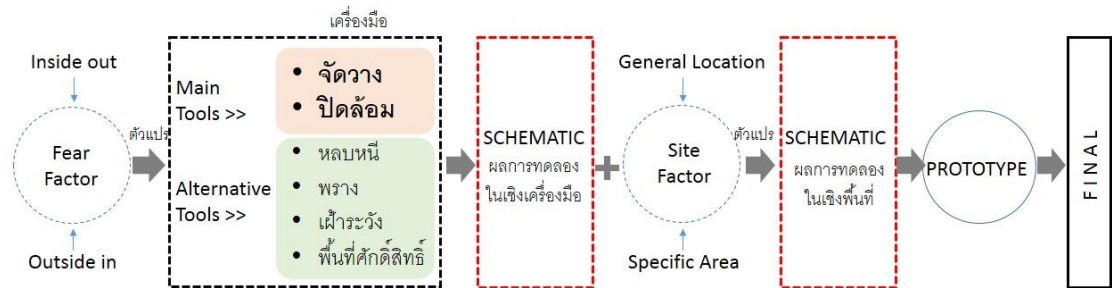 เครื่องมือ
Inside out
Fear
Factor
Outside in
ตัวแปร
Main
Tools >>
• จัดวาง
• ปิดล้อม
Alternative
Tools >>
• หลบหนี
• พราง
• เฝ้าระวัง
• พื้นที่ศักดิ์สิทธิ์
SCHEMATIC
ผลการทดลอง
ในเชิงเครื่องมือ
+
General Location
Site
Factor
Specific Area
ตัวแปร
SCHEMATIC
ผลการทดลอง
ในเชิงพื้นที่
PROTOTYPE
FINAL